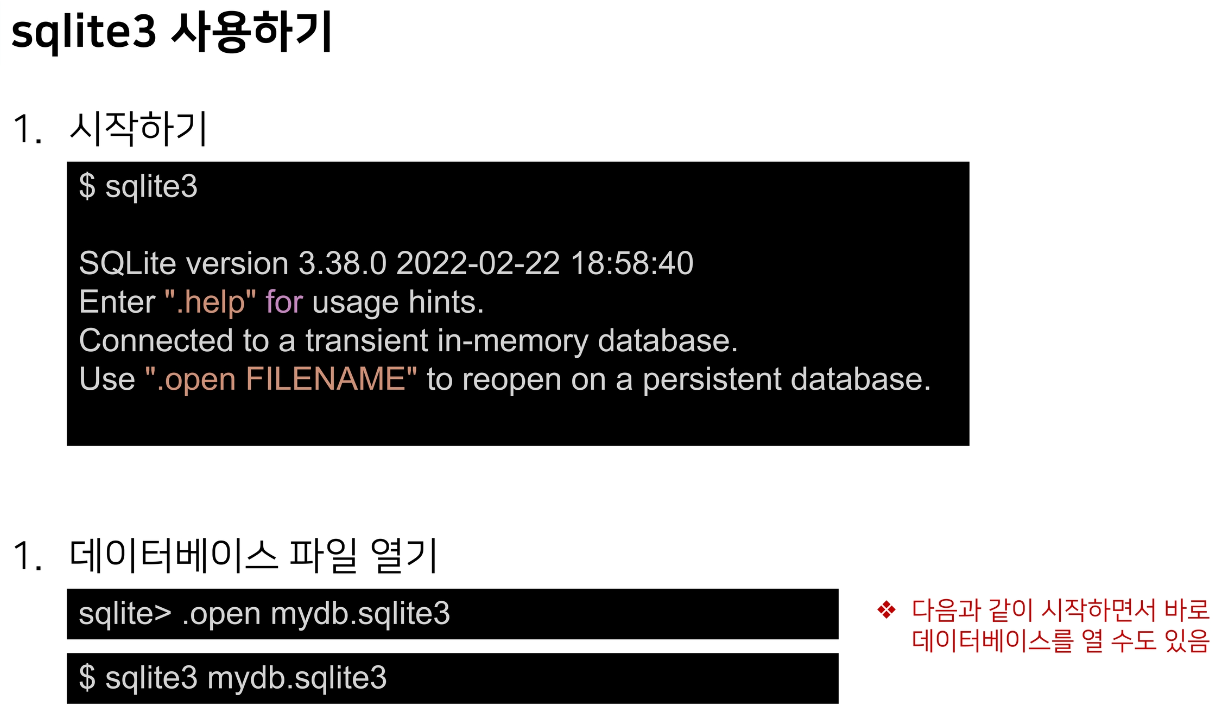 sqlite3 사용하기
1. 시작하기
$ sqlite3
SQLite version 3.38.0 2022-02-22 18:58:40
Enter ".help" for usage hints.
Connected to a transient in-memory database.
Use ".open FILENAME" to reopen on a persistent database.
1. 데이터베이스 파일 열기
sqlite> .open mydb.sqlite3
$ sqlite3 mydb.sqlite3
❖ 다음과 같이 시작하면서 바로
데이터베이스를 열 수도 있음